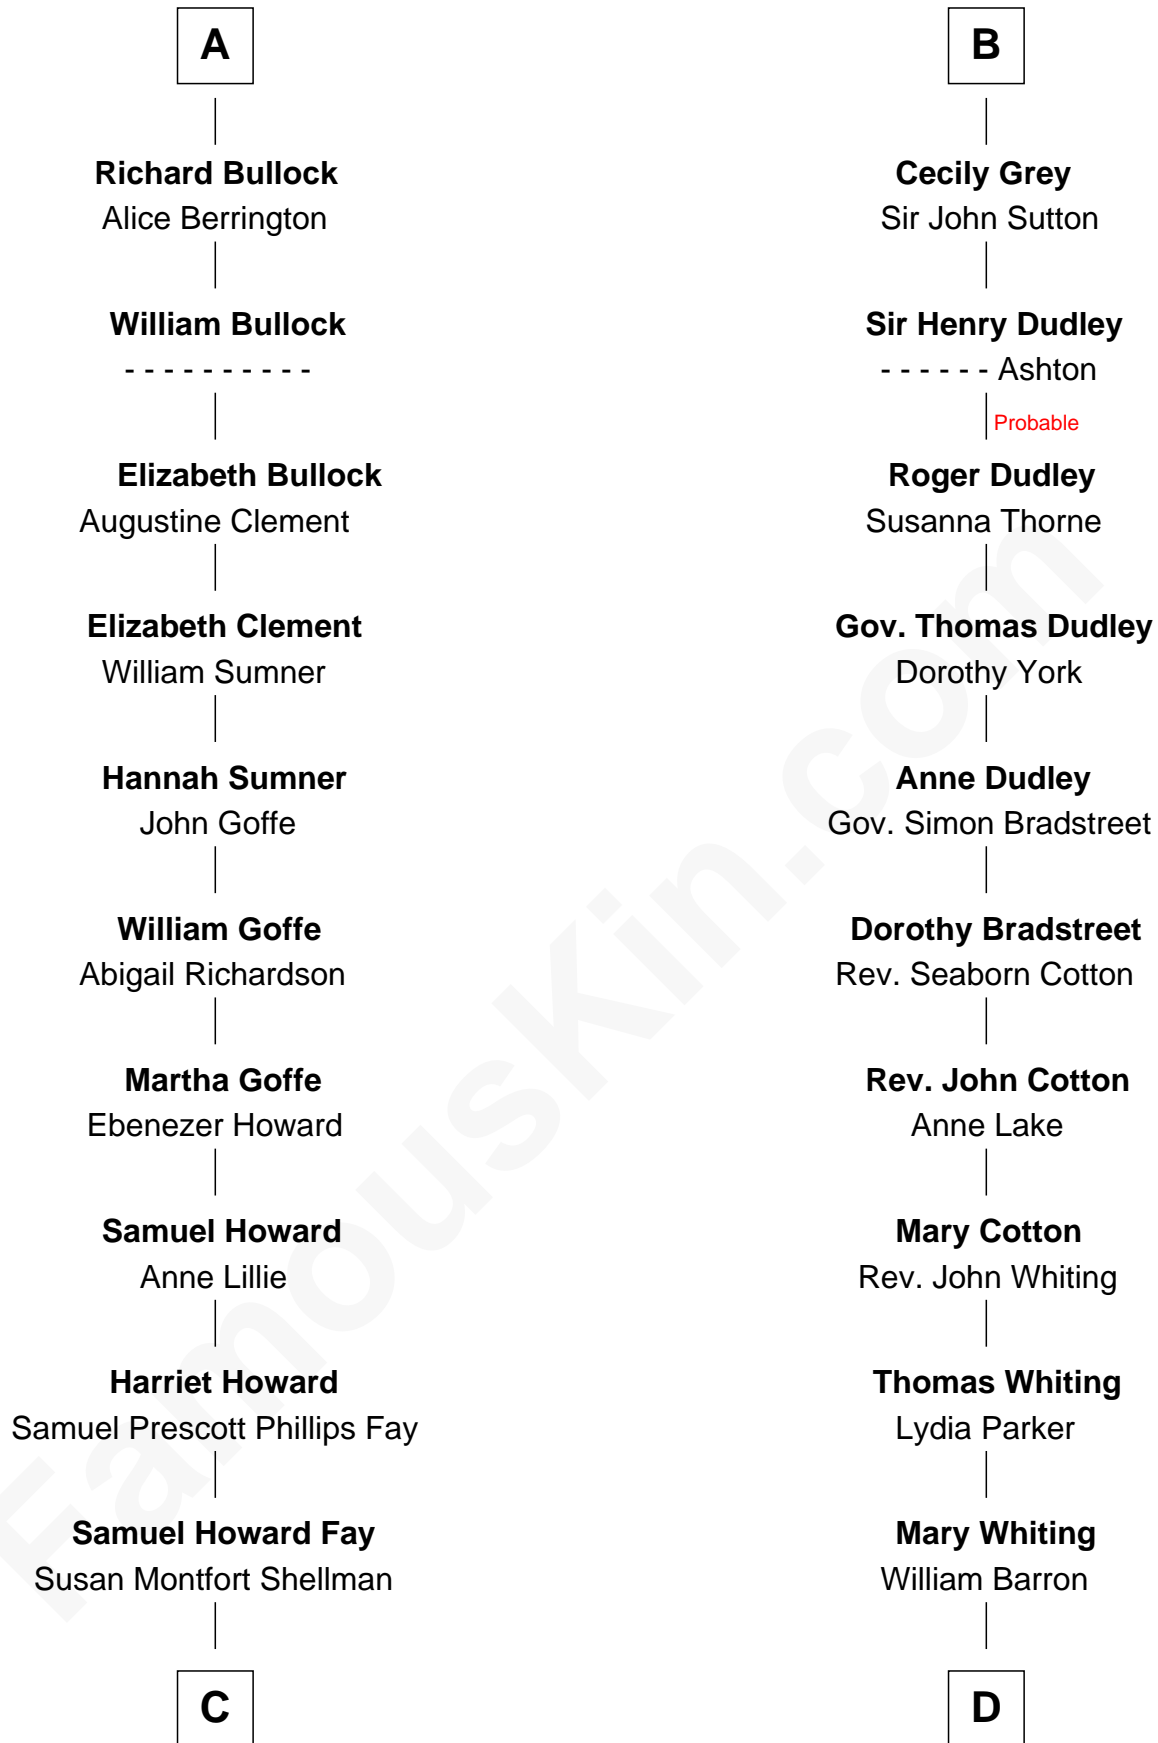 A
Richard Bullock
Alice Berrington
William Bullock
- - - - - - - - - -
Elizabeth Bullock
Augustine Clement
Elizabeth Clement
William Sumner
Hannah Sumner
John Goffe
William Goffe
Abigail Richardson
Martha Goffe
Ebenezer Howard
Samuel Howard
Anne Lillie
Harriet Howard
Samuel Prescott Phillips Fay
Samuel Howard Fay
Susan Montfort Shellman
C
B
Cecily Grey
Sir John Sutton
Sir Henry Dudley
- - - - - - Ashton
Probable
Roger Dudley
Susanna Thorne
Gov. Thomas Dudley
Dorothy York
Anne Dudley
Gov. Simon Bradstreet
Dorothy Bradstreet
Rev. Seaborn Cotton
Rev. John Cotton
Anne Lake
Mary Cotton
Rev. John Whiting
Thomas Whiting
Lydia Parker
Mary Whiting
William Barron
D
FamousKin.com